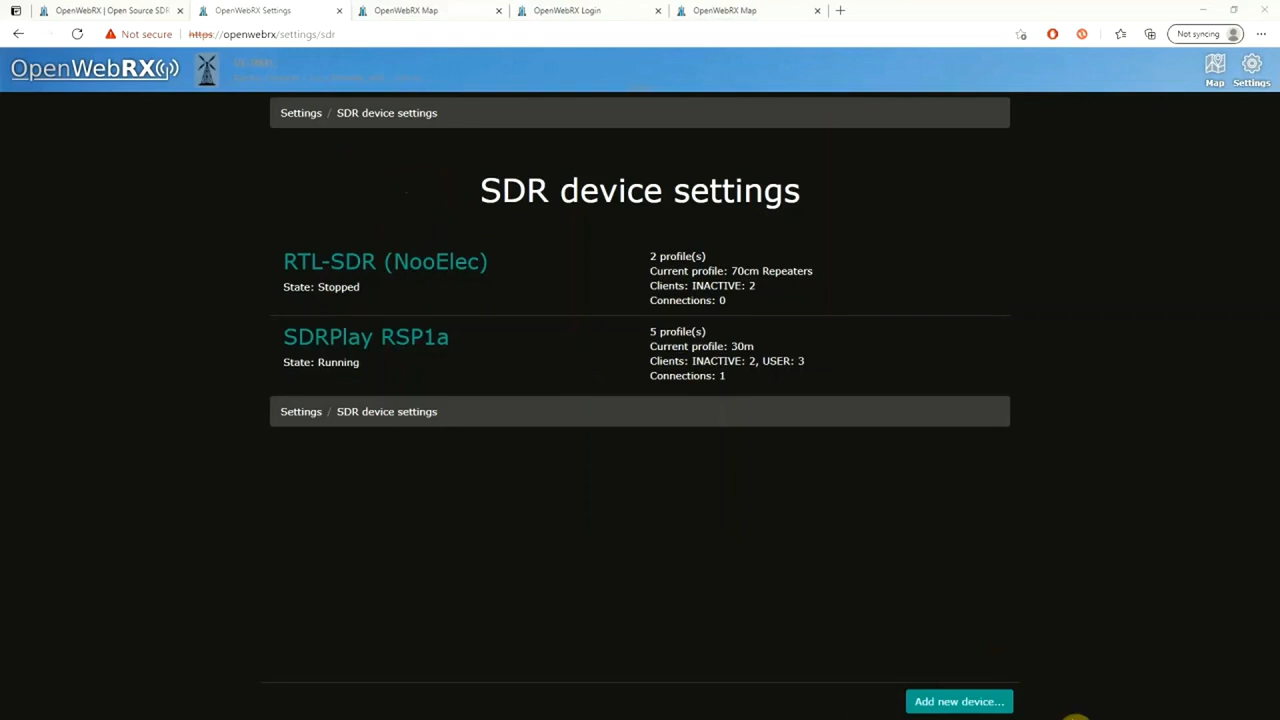 OpenWebRX | Open Source SDR
OpenWebRX Settings
OpenWebRX Map
OpenWebRX Login
OpenWebRX Map
Not secure
https://openwebrx/settings/sdr
Not syncing
OpenWebRX
Map
Settings
Settings / SDR device settings
SDR device settings
RTL-SDR (NooElec)
State: Stopped
2 profile(s)
Current profile: 70cm Repeaters
Clients: INACTIVE: 2
Connections: 0
SDRPlay RSP1a
State: Running
5 profile(s)
Current profile: 30m
Clients: INACTIVE: 2, USER: 3
Connections: 1
Settings / SDR device settings
Add new device...